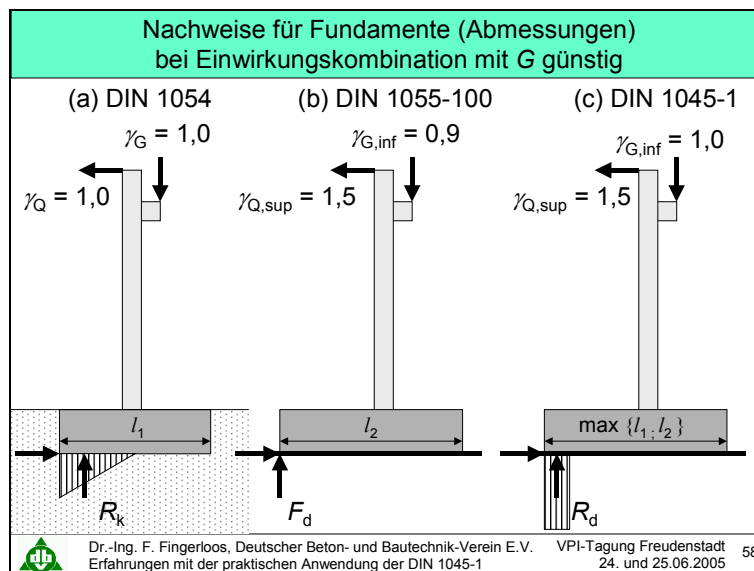 Nachweise für Fundamente (Abmessungen)
bei Einwirkungskombination mit G günstig
(a) DIN 1054
γG = 1,0
γQ = 1,0
l1
Rk
(b) DIN 1055-100
γG,inf = 0,9
γQ,sup = 1,5
l2
Fd
(c) DIN 1045-1
γG,inf = 1,0
γQ,sup = 1,5
max {l1 ; l2}
Rd
Dr.-Ing. F. Fingerloos, Deutscher Beton- und Bautechnik-Verein E.V.
Erfahrungen mit der praktischen Anwendung der DIN 1045-1
VPI-Tagung Freudenstadt
24. und 25.06.2005
58